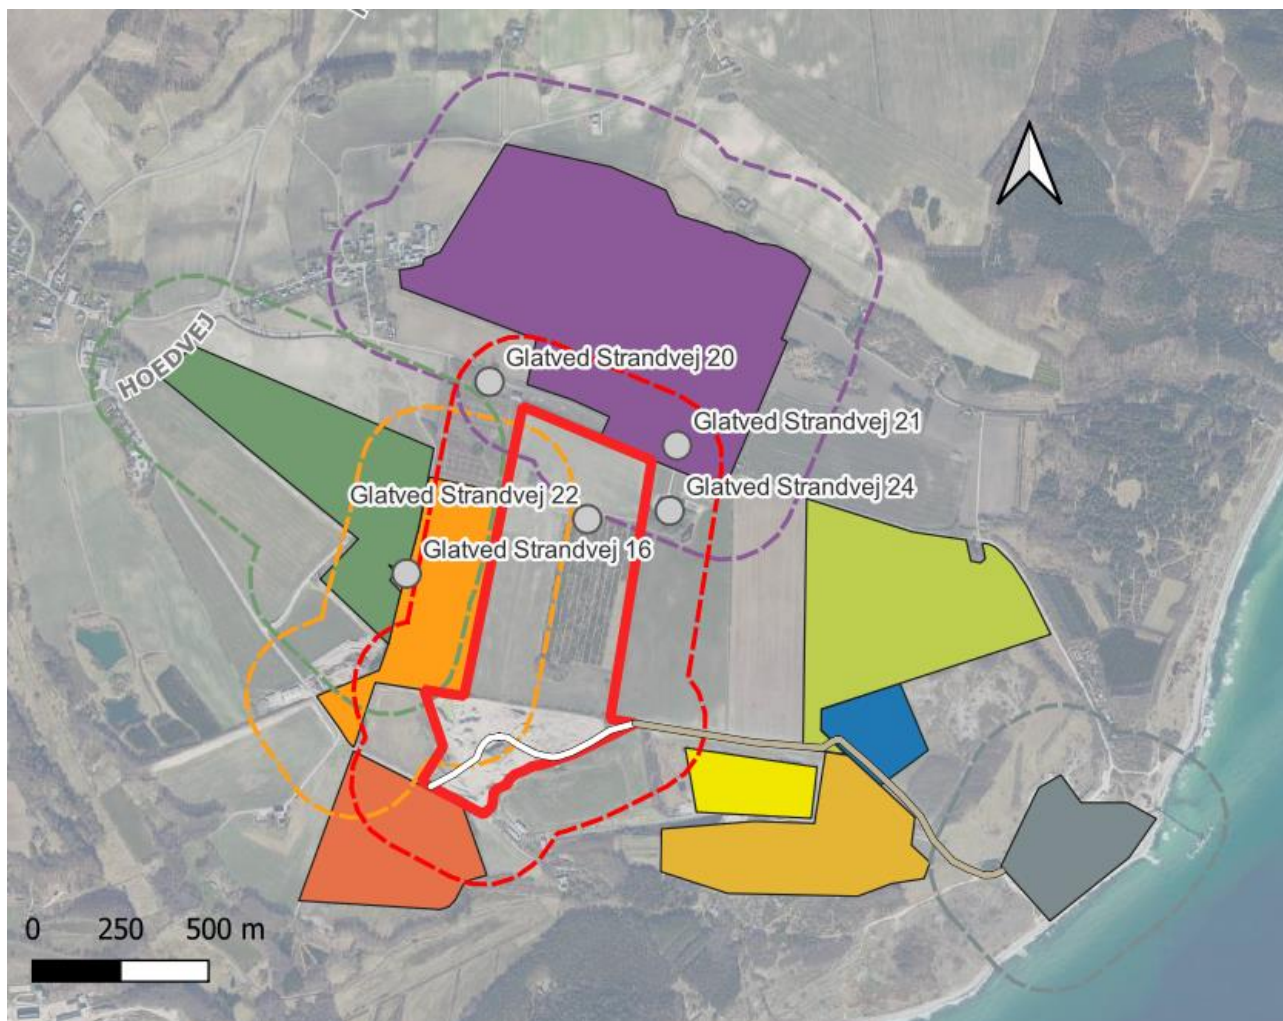 HOEDVEJ
Glatved Strandvej 20
Glatved Strandvej 21
Glatved Strandvej 22
Glatved Strandvej 24
Glatved Strandvej 16
0 250 500 m